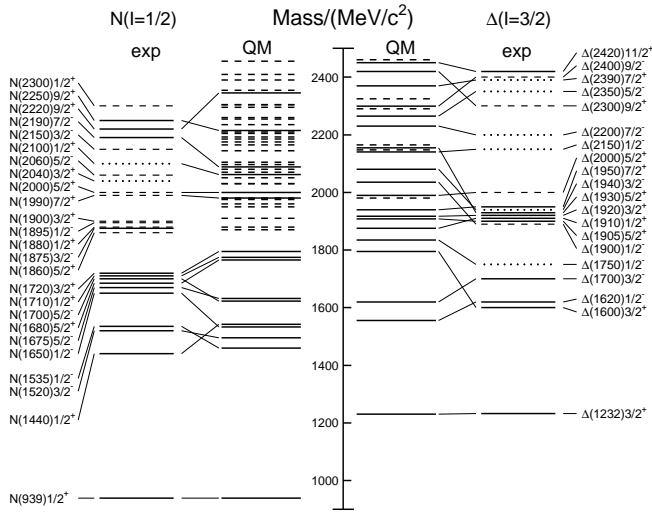 N(I=1/2) Mass/(MeV/c²) Δ(I=3/2)
exp QM QM exp
N(2300)1/2⁺
N(2250)9/2⁻
N(2220)9/2⁺
N(2190)7/2⁻
N(2150)3/2⁻
N(2100)1/2⁺
N(2060)5/2⁻
N(2040)3/2⁺
N(2000)5/2⁺
N(1990)7/2⁺
N(1900)3/2⁺
N(1895)1/2⁻
N(1880)1/2⁺
N(1875)3/2⁻
N(1860)5/2⁺
N(1720)3/2⁺
N(1710)1/2⁺
N(1700)5/2⁻
N(1680)5/2⁺
N(1675)5/2⁻
N(1650)1/2⁻
N(1535)1/2⁻
N(1520)3/2⁻
N(1440)1/2⁺
N(939)1/2⁺
2400
2200
2000
1800
1600
1400
1200
1000
Δ(2420)11/2⁺
Δ(2400)9/2⁻
Δ(2390)7/2⁺
Δ(2350)5/2⁻
Δ(2300)9/2⁺
Δ(2200)7/2⁻
Δ(2150)1/2⁻
Δ(2000)5/2⁺
Δ(1950)7/2⁺
Δ(1940)3/2⁻
Δ(1930)5/2⁻
Δ(1920)3/2⁺
Δ(1910)1/2⁺
Δ(1905)5/2⁺
Δ(1900)1/2⁻
Δ(1750)1/2⁻
Δ(1700)3/2⁻
Δ(1620)1/2⁻
Δ(1600)3/2⁺
Δ(1232)3/2⁺